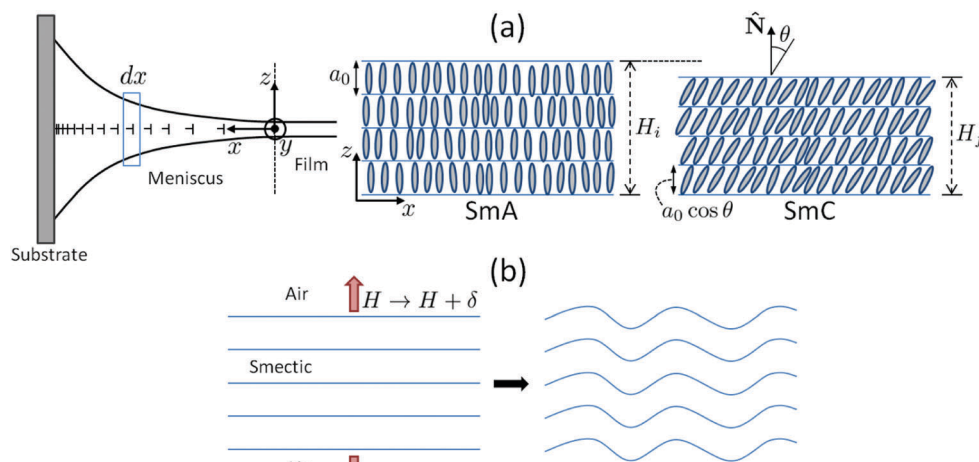 (a)
dx
z
x
y
Meniscus
Film
Substrate
a₀
z
x
SmA
H_i
N̂
θ
a₀ cos θ
SmC
(b)
Air
H → H + δ
Smectic